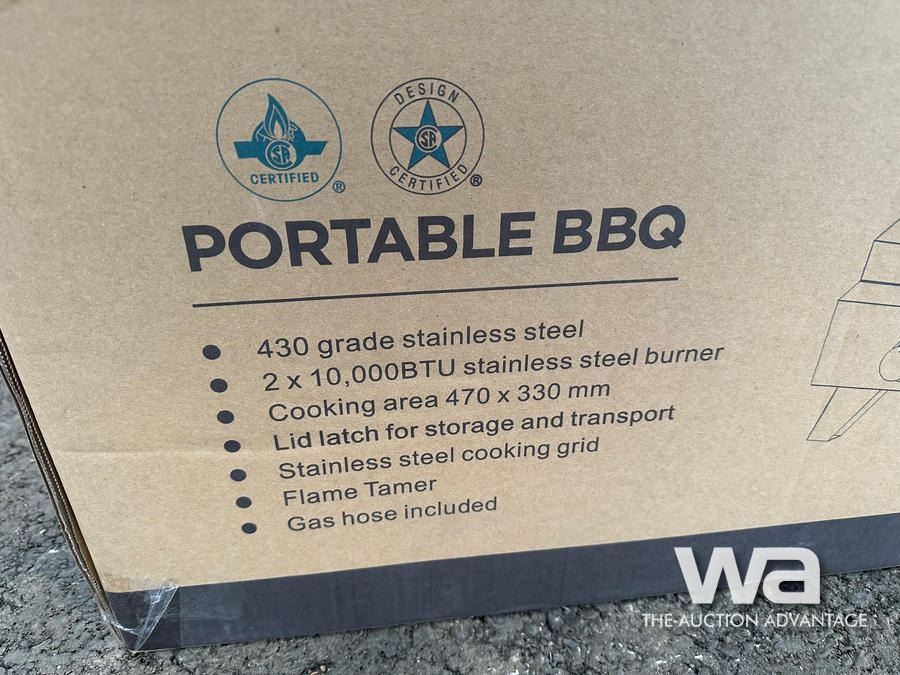 DESIGN
CERTIFIED ®
CERTIFIED ®
PORTABLE BBQ
430 grade stainless steel
2 x 10,000BTU stainless steel burner
Cooking area 470 x 330 mm
Lid latch for storage and transport
Stainless steel cooking grid
Flame Tamer
Gas hose included
wa
THE AUCTION ADVANTAGE